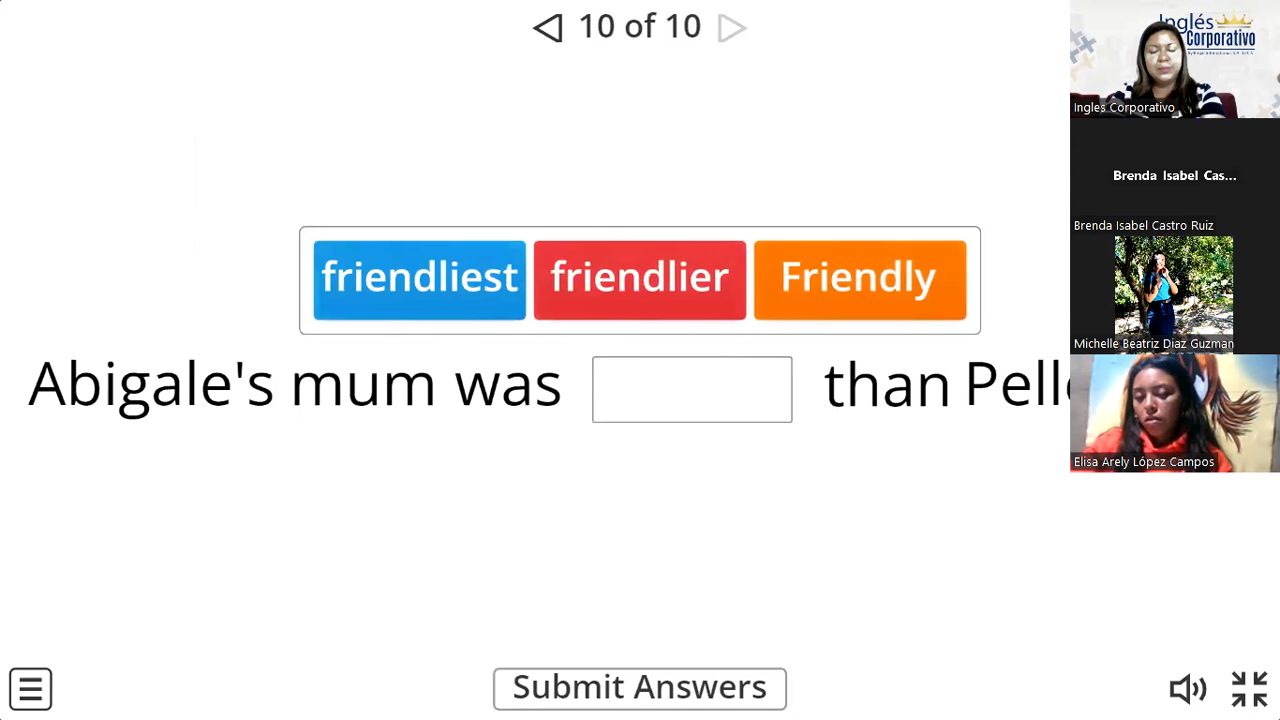 10 of 10
friendliest friendlier Friendly
Abigale's mum was than
Submit Answers
Inglés
Corporativo
Ingles Corporativo
Brenda Isabel Cas...
Brenda Isabel Castro Ruiz
Michelle Beatriz Diaz Guzman
Elisa Arely López Campos